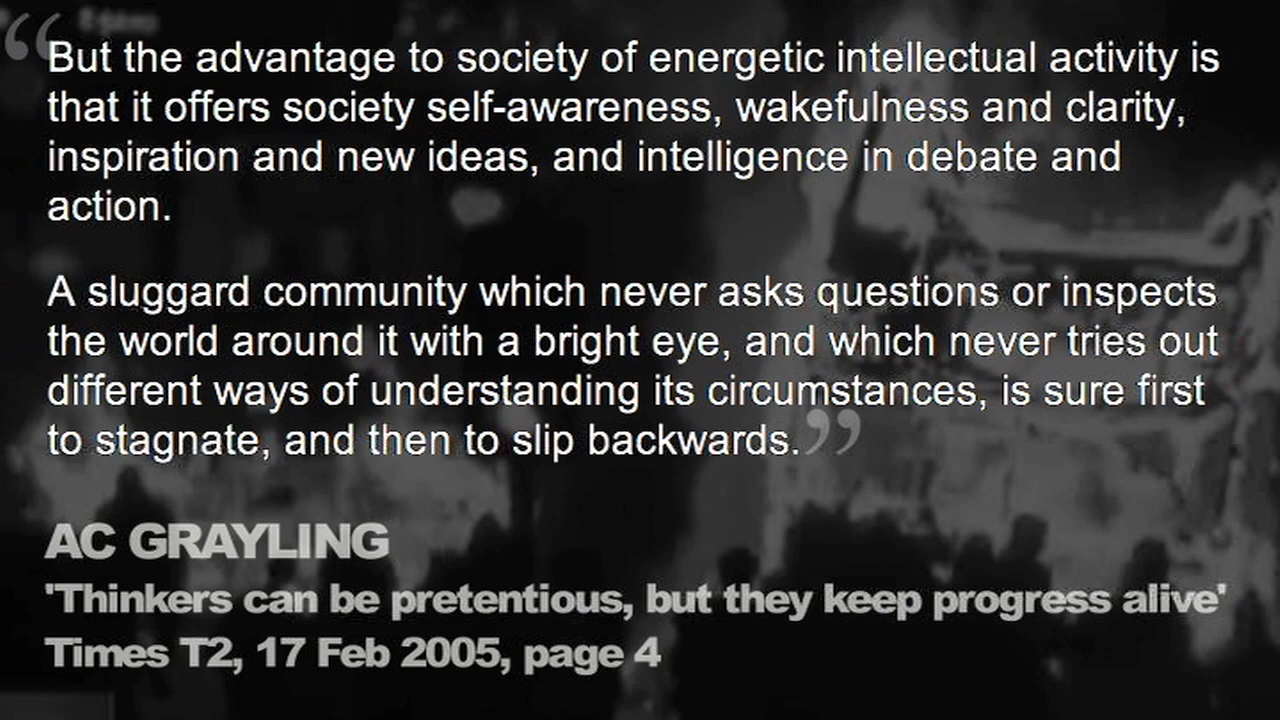 “But the advantage to society of energetic intellectual activity is
that it offers society self-awareness, wakefulness and clarity,
inspiration and new ideas, and intelligence in debate and
action.
A sluggard community which never asks questions or inspects
the world around it with a bright eye, and which never tries out
different ways of understanding its circumstances, is sure first
to stagnate, and then to slip backwards.”
AC GRAYLING
'Thinkers can be pretentious, but they keep progress alive'
Times T2, 17 Feb 2005, page 4